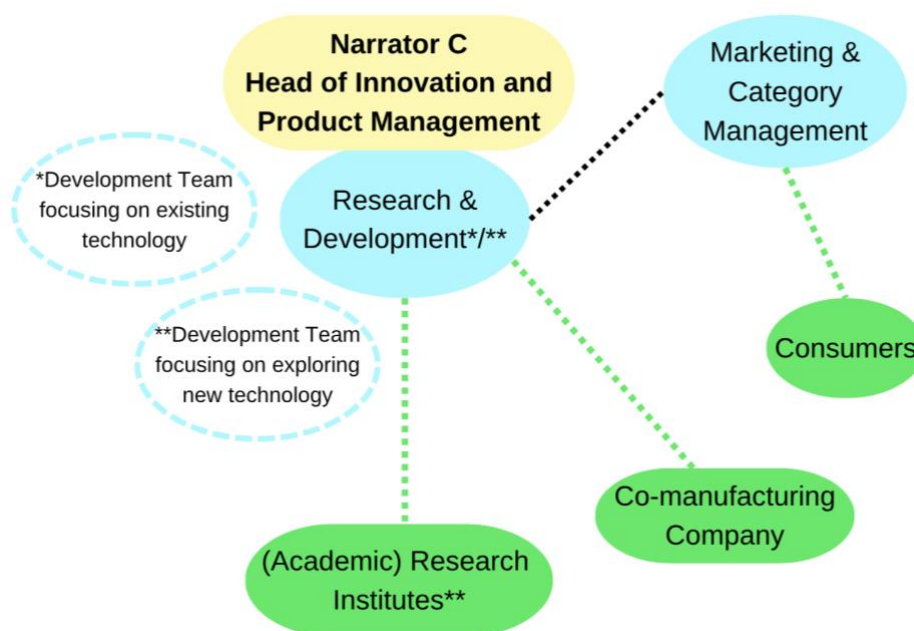 Narrator C
Head of Innovation and
Product Management
Marketing &
Category
Management
*Development Team
focusing on existing
technology
Research &
Development*/**
**Development Team
focusing on exploring
new technology
Consumers
Co-manufacturing
Company
(Academic) Research
Institutes**